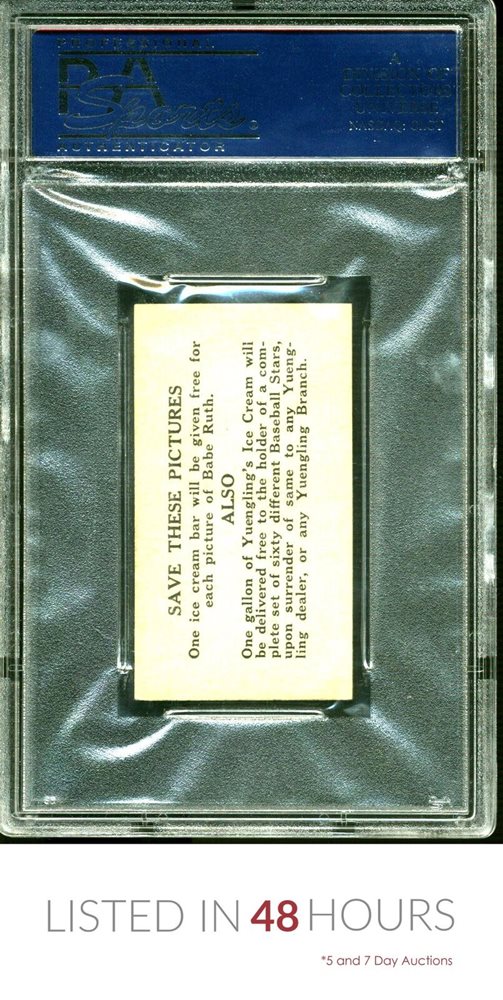 PROFESSIONAL
PSA
Sports.
AUTHENTICATOR
A
DIVISION OF
COLLECTORS
UNIVERSE
NASDAQ: CLCT
SAVE THESE PICTURES
One ice cream bar will be given free for
each picture of Babe Ruth.
ALSO
One gallon of Yuengling's Ice Cream will
be delivered free to the holder of a com-
plete set of sixty different Baseball Stars,
upon surrender of same to any Yueng-
ling dealer, or any Yuengling Branch.
LISTED IN 48 HOURS
*5 and 7 Day Auctions